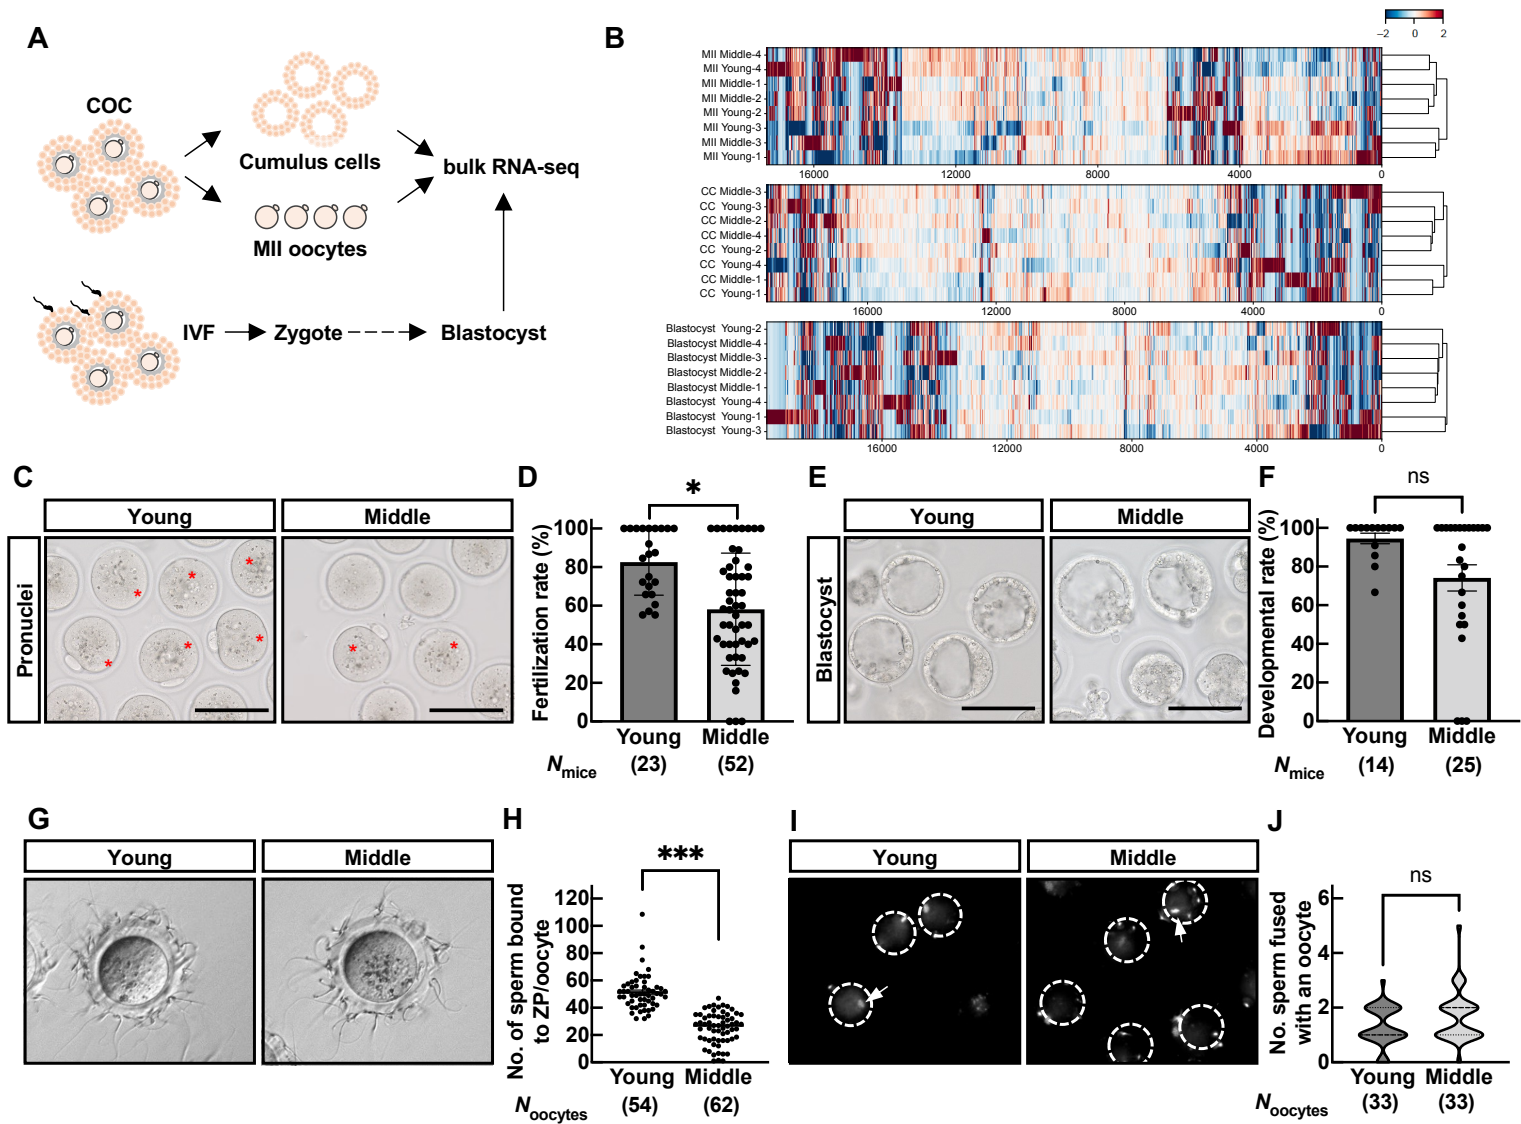 A
COC
Cumulus cells
MII oocytes
bulk RNA-seq
IVF
Zygote
Blastocyst
B
−2 0 2
MII Middle-4
MII Young-4
MII Middle-1
MII Middle-2
MII Young-2
MII Young-3
MII Middle-3
MII Young-1
16000 12000 8000 4000 0
CC Middle-3
CC Young-3
CC Middle-2
CC Middle-4
CC Young-2
CC Young-4
CC Middle-1
CC Young-1
16000 12000 8000 4000 0
Blastocyst Young-2
Blastocyst Middle-4
Blastocyst Middle-3
Blastocyst Middle-2
Blastocyst Middle-1
Blastocyst Young-4
Blastocyst Young-1
Blastocyst Young-3
16000 12000 8000 4000 0
C
Young Middle
Pronuclei
* * * * * * * *
D
*
Fertilization rate (%)
100
80
60
40
20
0
Young Middle
Nmice (23) (52)
E
Young Middle
Blastocyst
F
ns
Developmental rate (%)
100
80
60
40
20
0
Young Middle
Nmice (14) (25)
G
Young Middle
H
***
No. of sperm bound
to ZP/oocyte
120
100
80
60
40
20
0
Young Middle
Noocytes (54) (62)
I
Young Middle
J
ns
No. sperm fused
with an oocyte
6
4
2
0
Young Middle
Noocytes (33) (33)